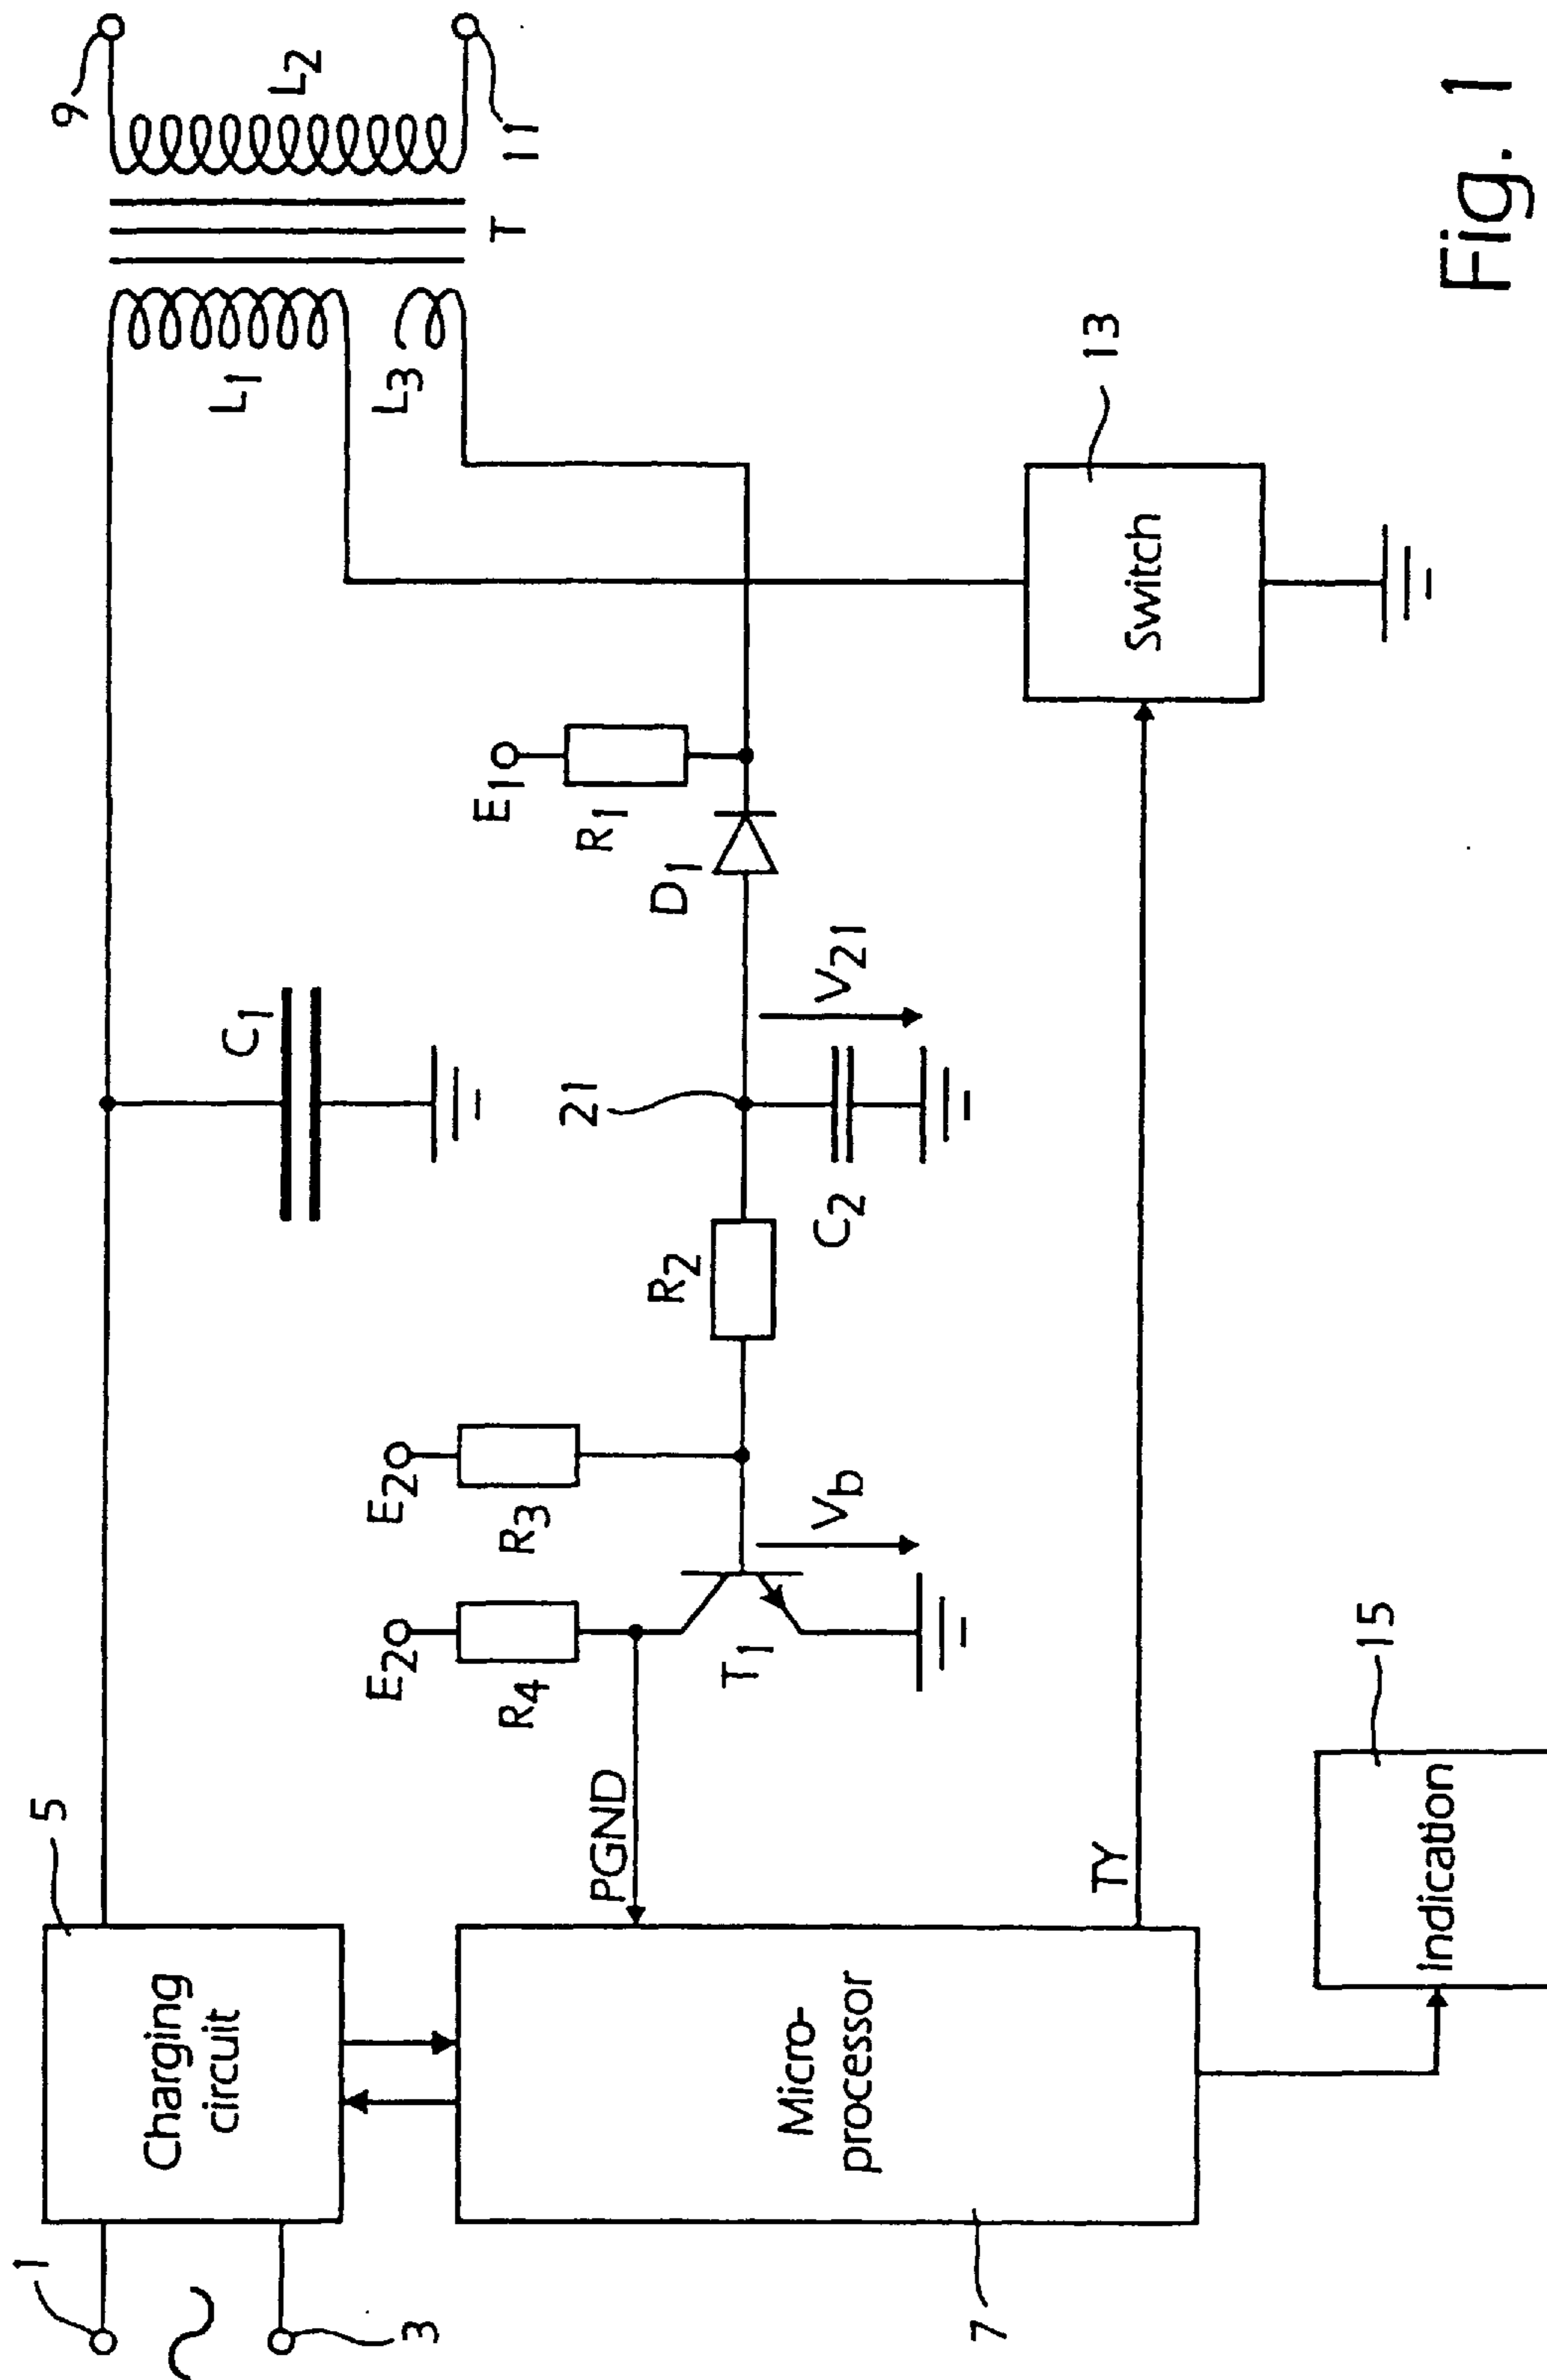 1
3
5
Charging
circuit
7
Micro-
processor
PGND
TY
15
Indication
E2
R4
E2
R3
T1
Vb
R2
21
C2
V21
C1
D1
E1
R1
13
Switch
L1
L3
T
L2
9
11
Fig. 1